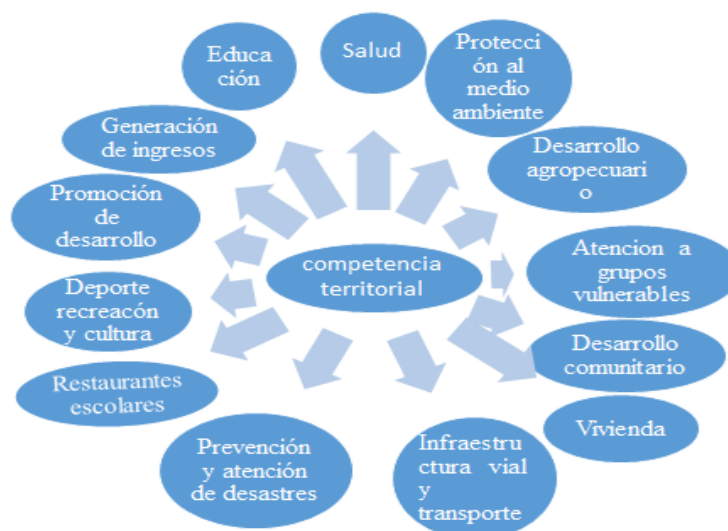 Salud
Protecci
ón al
medio
ambiente
Desarrollo
agropecuari
o
Atencion a
grupos
vulnerables
Desarrollo
comunitario
Vivienda
Infraestru
ctura vial
y
transporte
Prevención
y atención
de desastres
Restaurantes
escolares
Deporte
recreacón
y cultura
Promoción
de
desarrollo
Generación
de ingresos
Educa
ción
competencia
territorial